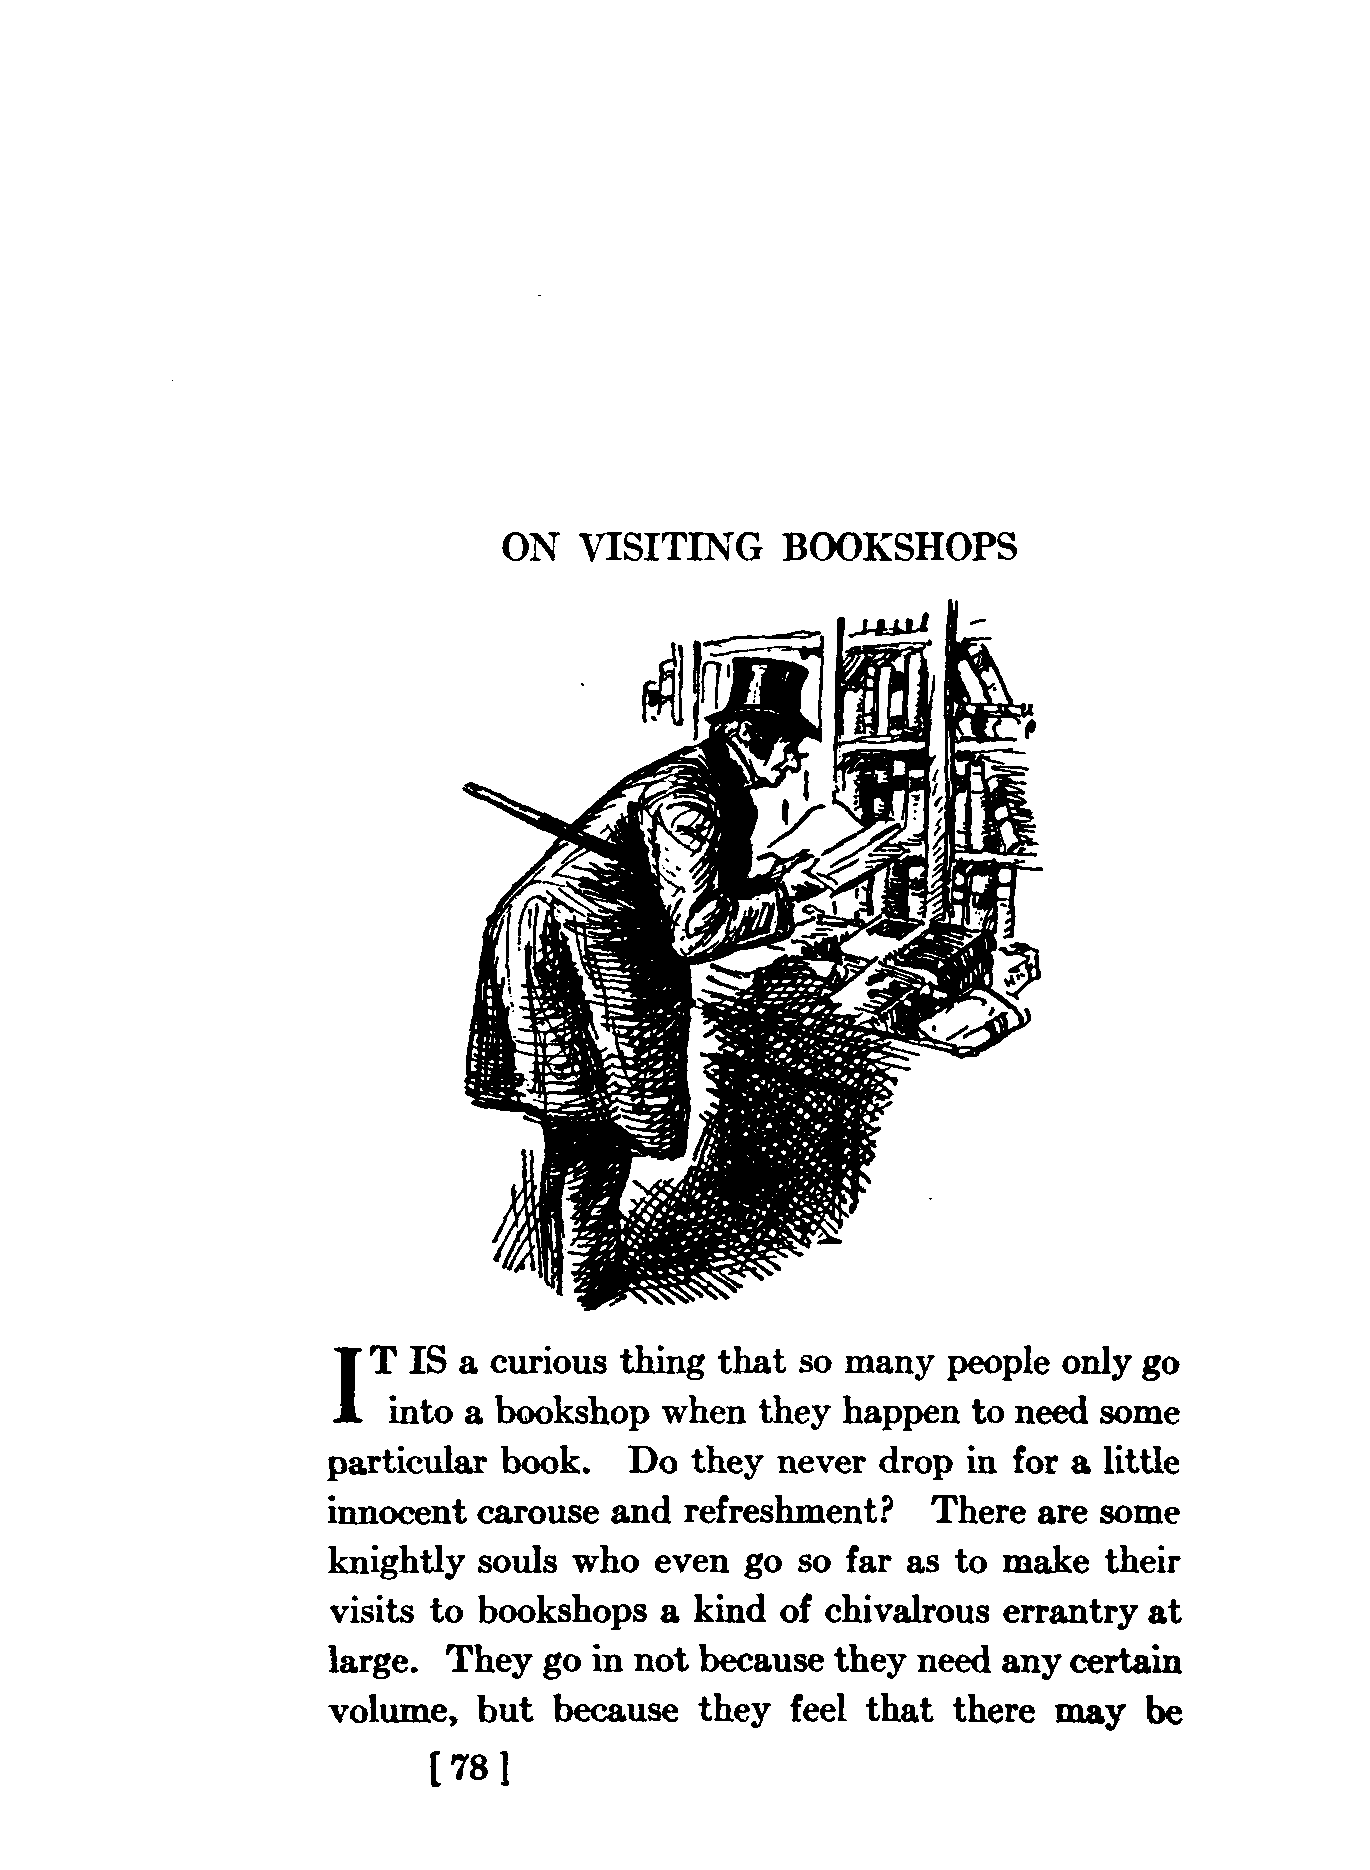 ON VISITING BOOKSHOPS
IT IS a curious thing that so many people only go
into a bookshop when they happen to need some
particular book. Do they never drop in for a little
innocent carouse and refreshment? There are some
knightly souls who even go so far as to make their
visits to bookshops a kind of chivalrous errantry at
large. They go in not because they need any certain
volume, but because they feel that there may be
[ 78 ]